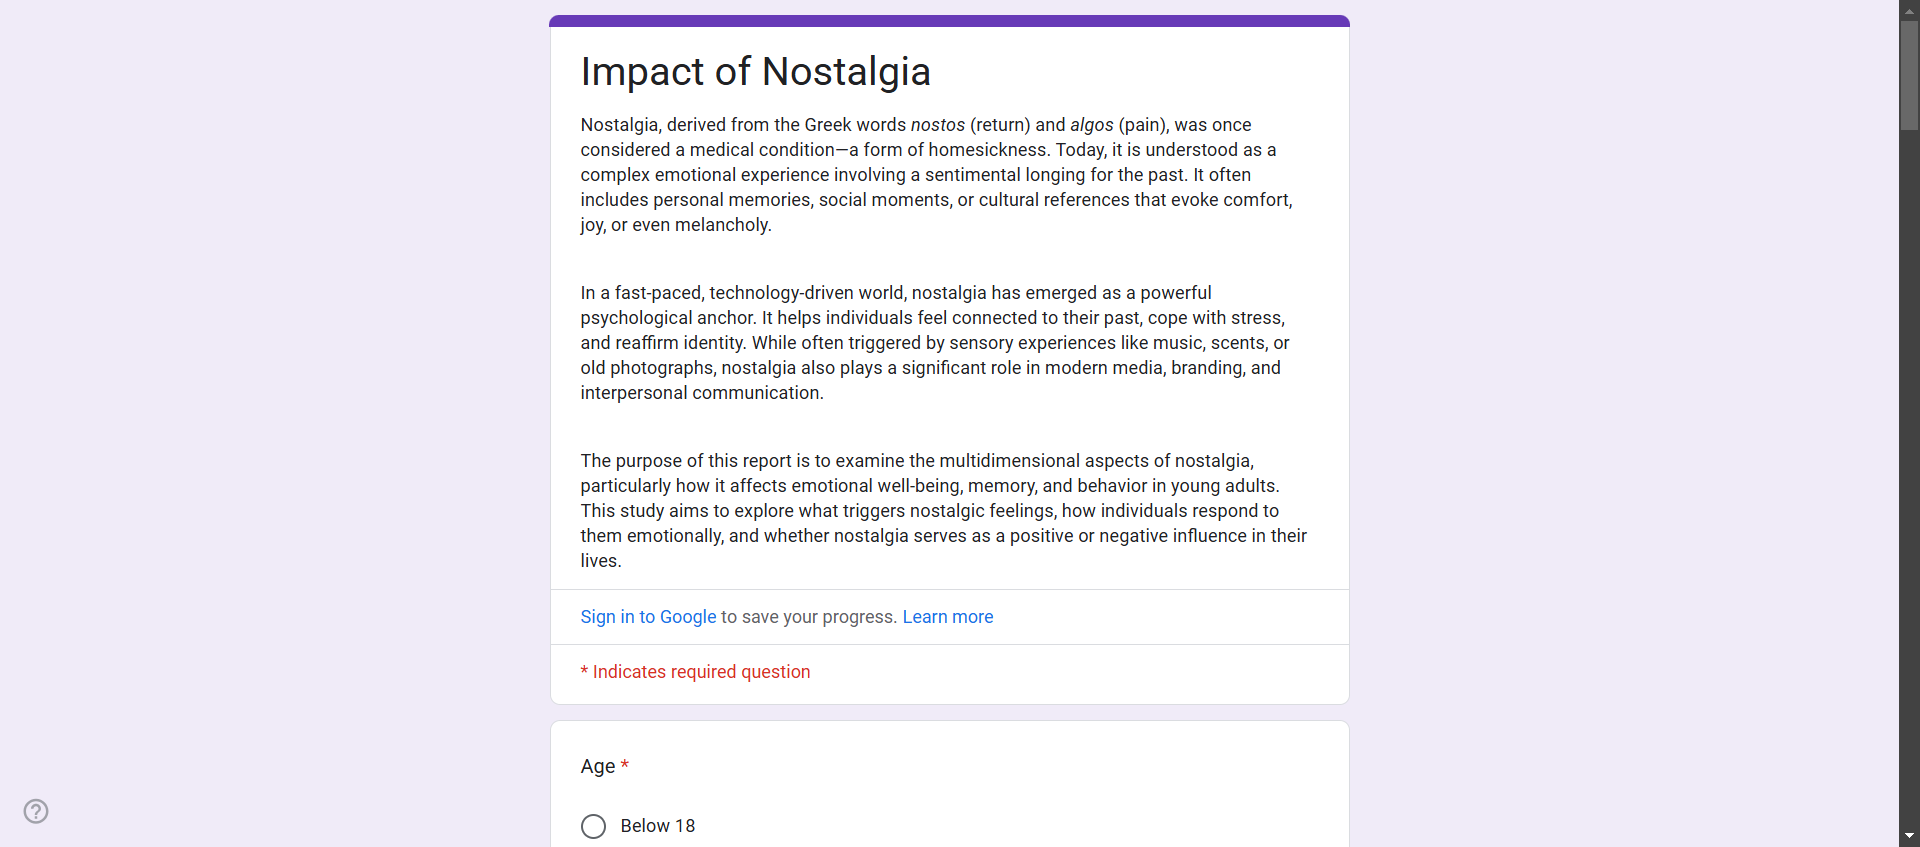 Impact of Nostalgia
Nostalgia, derived from the Greek words nostos (return) and algos (pain), was once
considered a medical condition—a form of homesickness. Today, it is understood as a
complex emotional experience involving a sentimental longing for the past. It often
includes personal memories, social moments, or cultural references that evoke comfort,
joy, or even melancholy.
In a fast-paced, technology-driven world, nostalgia has emerged as a powerful
psychological anchor. It helps individuals feel connected to their past, cope with stress,
and reaffirm identity. While often triggered by sensory experiences like music, scents, or
old photographs, nostalgia also plays a significant role in modern media, branding, and
interpersonal communication.
The purpose of this report is to examine the multidimensional aspects of nostalgia,
particularly how it affects emotional well-being, memory, and behavior in young adults.
This study aims to explore what triggers nostalgic feelings, how individuals respond to
them emotionally, and whether nostalgia serves as a positive or negative influence in their
lives.
Sign in to Google to save your progress. Learn more
* Indicates required question
Age *
Below 18